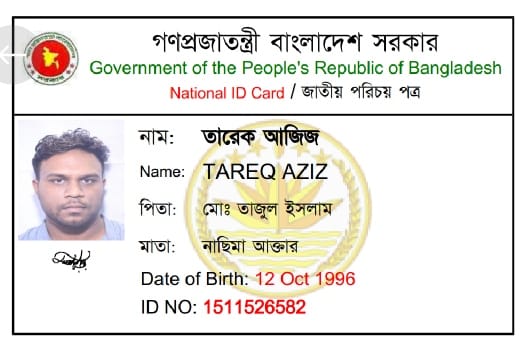 গণপ্রজাতন্ত্রী বাংলাদেশ সরকার
Government of the People's Republic of Bangladesh
National ID Card / জাতীয় পরিচয় পত্র
নাম: তারেক আজিজ
Name: TAREQ AZIZ
পিতা: মোঃ তাজুল ইসলাম
মাতা: নাছিমা আক্তার
Date of Birth: 12 Oct 1996
ID NO: 1511526582